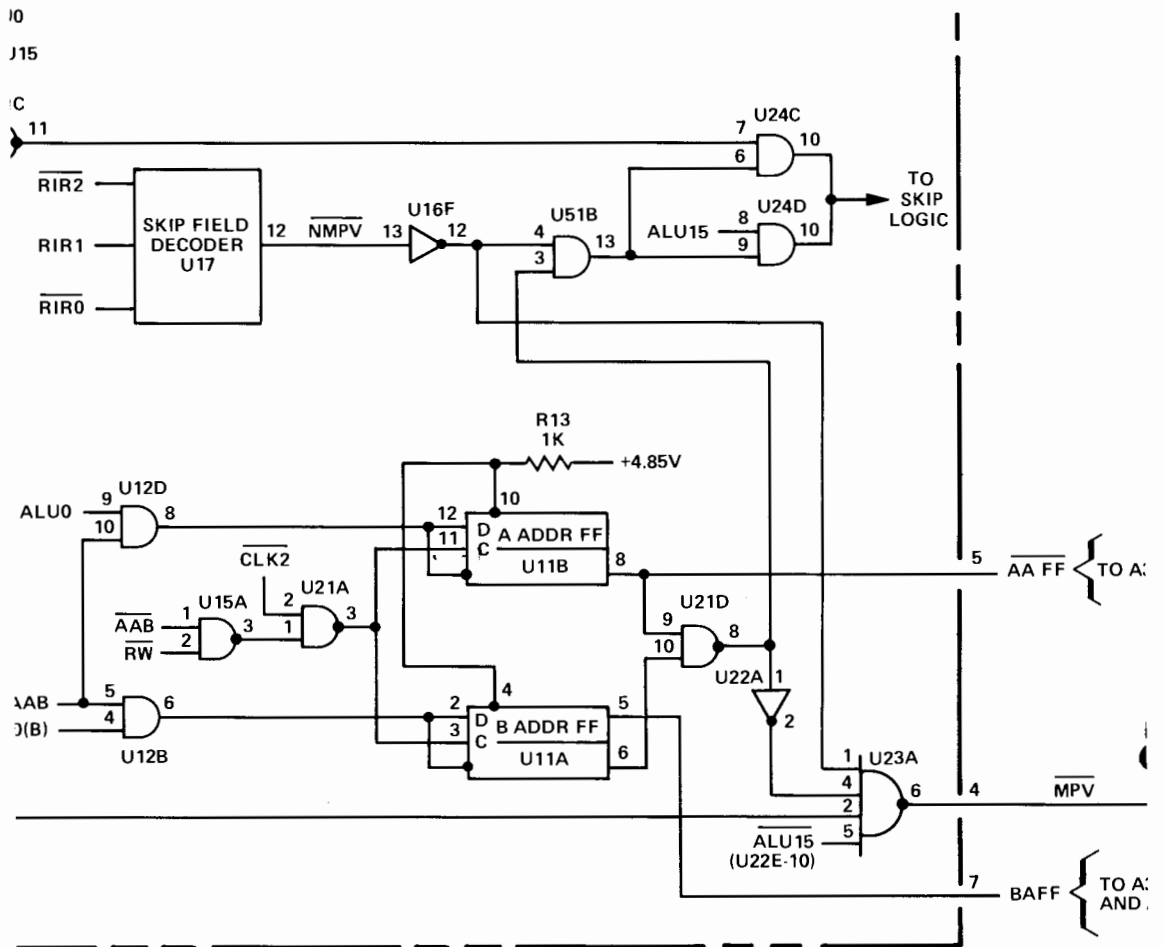 11
U24C
7
10
6
RIR2
SKIP FIELD
DECODER
U17
12
NMPV
13
U16F
12
U51B
4
3
13
TO
SKIP
LOGIC
U24D
ALU15
8
9
10
RIR1
RIR0
R13
1K
+4.85V
10
U12D
ALU0
9
10
8
12
D
A ADDR FF
11
C
U11B
8
CLK2
U15A
U21A
AAB
1
RW
2
3
2
1
3
5
AA FF
TO
U21D
9
10
8
4
U22A
1
2
AAB
5
4
6
U12B
2
D
B ADDR FF
5
3
C
U11A
6
1
U23A
4
2
5
6
4
MPV
ALU15
(U22E-10)
7
BAFF
TO
AND